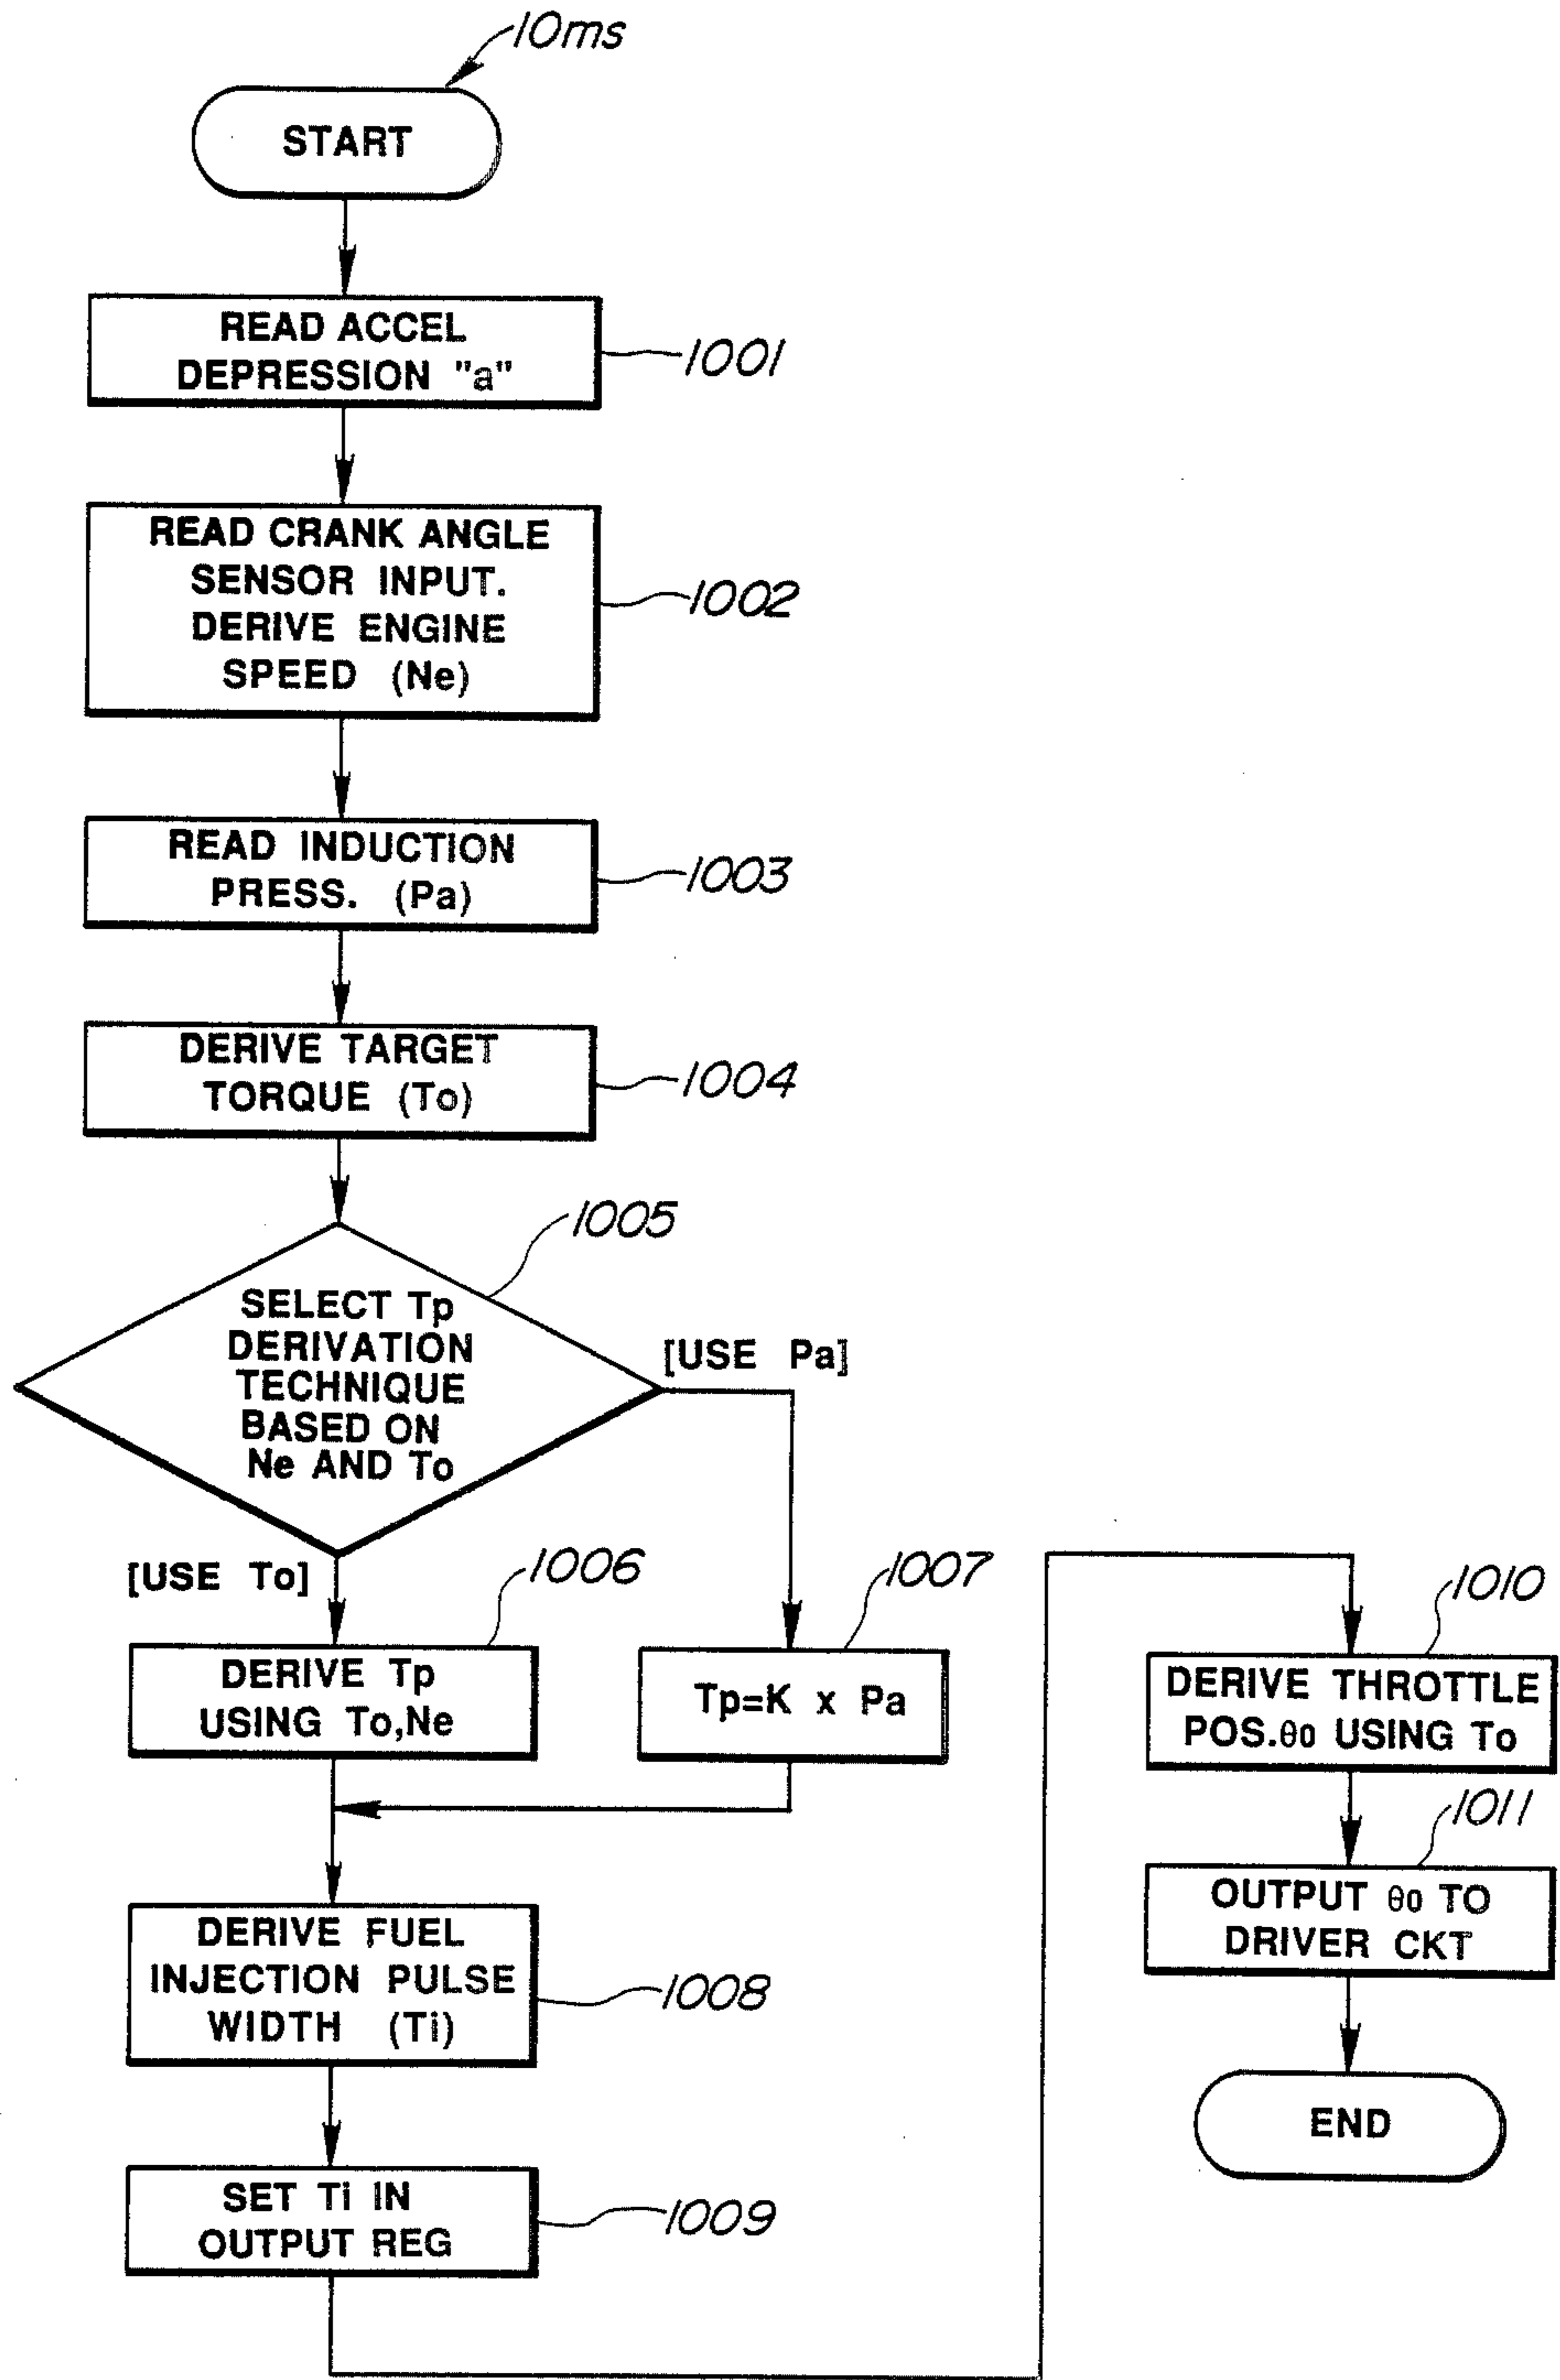 10ms
START
READ ACCEL
DEPRESSION "a"
1001
READ CRANK ANGLE
SENSOR INPUT.
DERIVE ENGINE
SPEED (Ne)
1002
READ INDUCTION
PRESS. (Pa)
1003
DERIVE TARGET
TORQUE (To)
1004
1005
SELECT Tp
DERIVATION
TECHNIQUE
BASED ON
Ne AND To
[USE Pa]
[USE To]
1006
DERIVE Tp
USING To,Ne
1007
Tp=K x Pa
DERIVE FUEL
INJECTION PULSE
WIDTH (Ti)
1008
SET Ti IN
OUTPUT REG
1009
1010
DERIVE THROTTLE
POS.θ0 USING To
1011
OUTPUT θ0 TO
DRIVER CKT
END